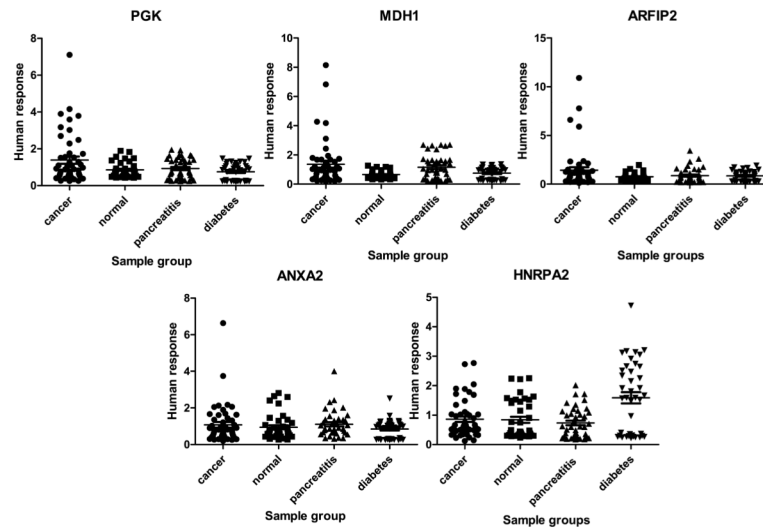 PGK
Human response
8
6
4
2
0
cancer
normal
pancreatitis
diabetes
Sample group
MDH1
Human response
10
8
6
4
2
0
cancer
normal
pancreatitis
diabetes
Sample group
ARFIP2
Human response
15
10
5
0
cancer
normal
pancreatitis
diabetes
Sample groups
ANXA2
Human response
8
6
4
2
0
cancer
normal
pancreatitis
diabetes
Sample groups
HNRPA2
Human response
5
4
3
2
1
0
cancer
normal
pancreatitis
diabetes
Sample groups